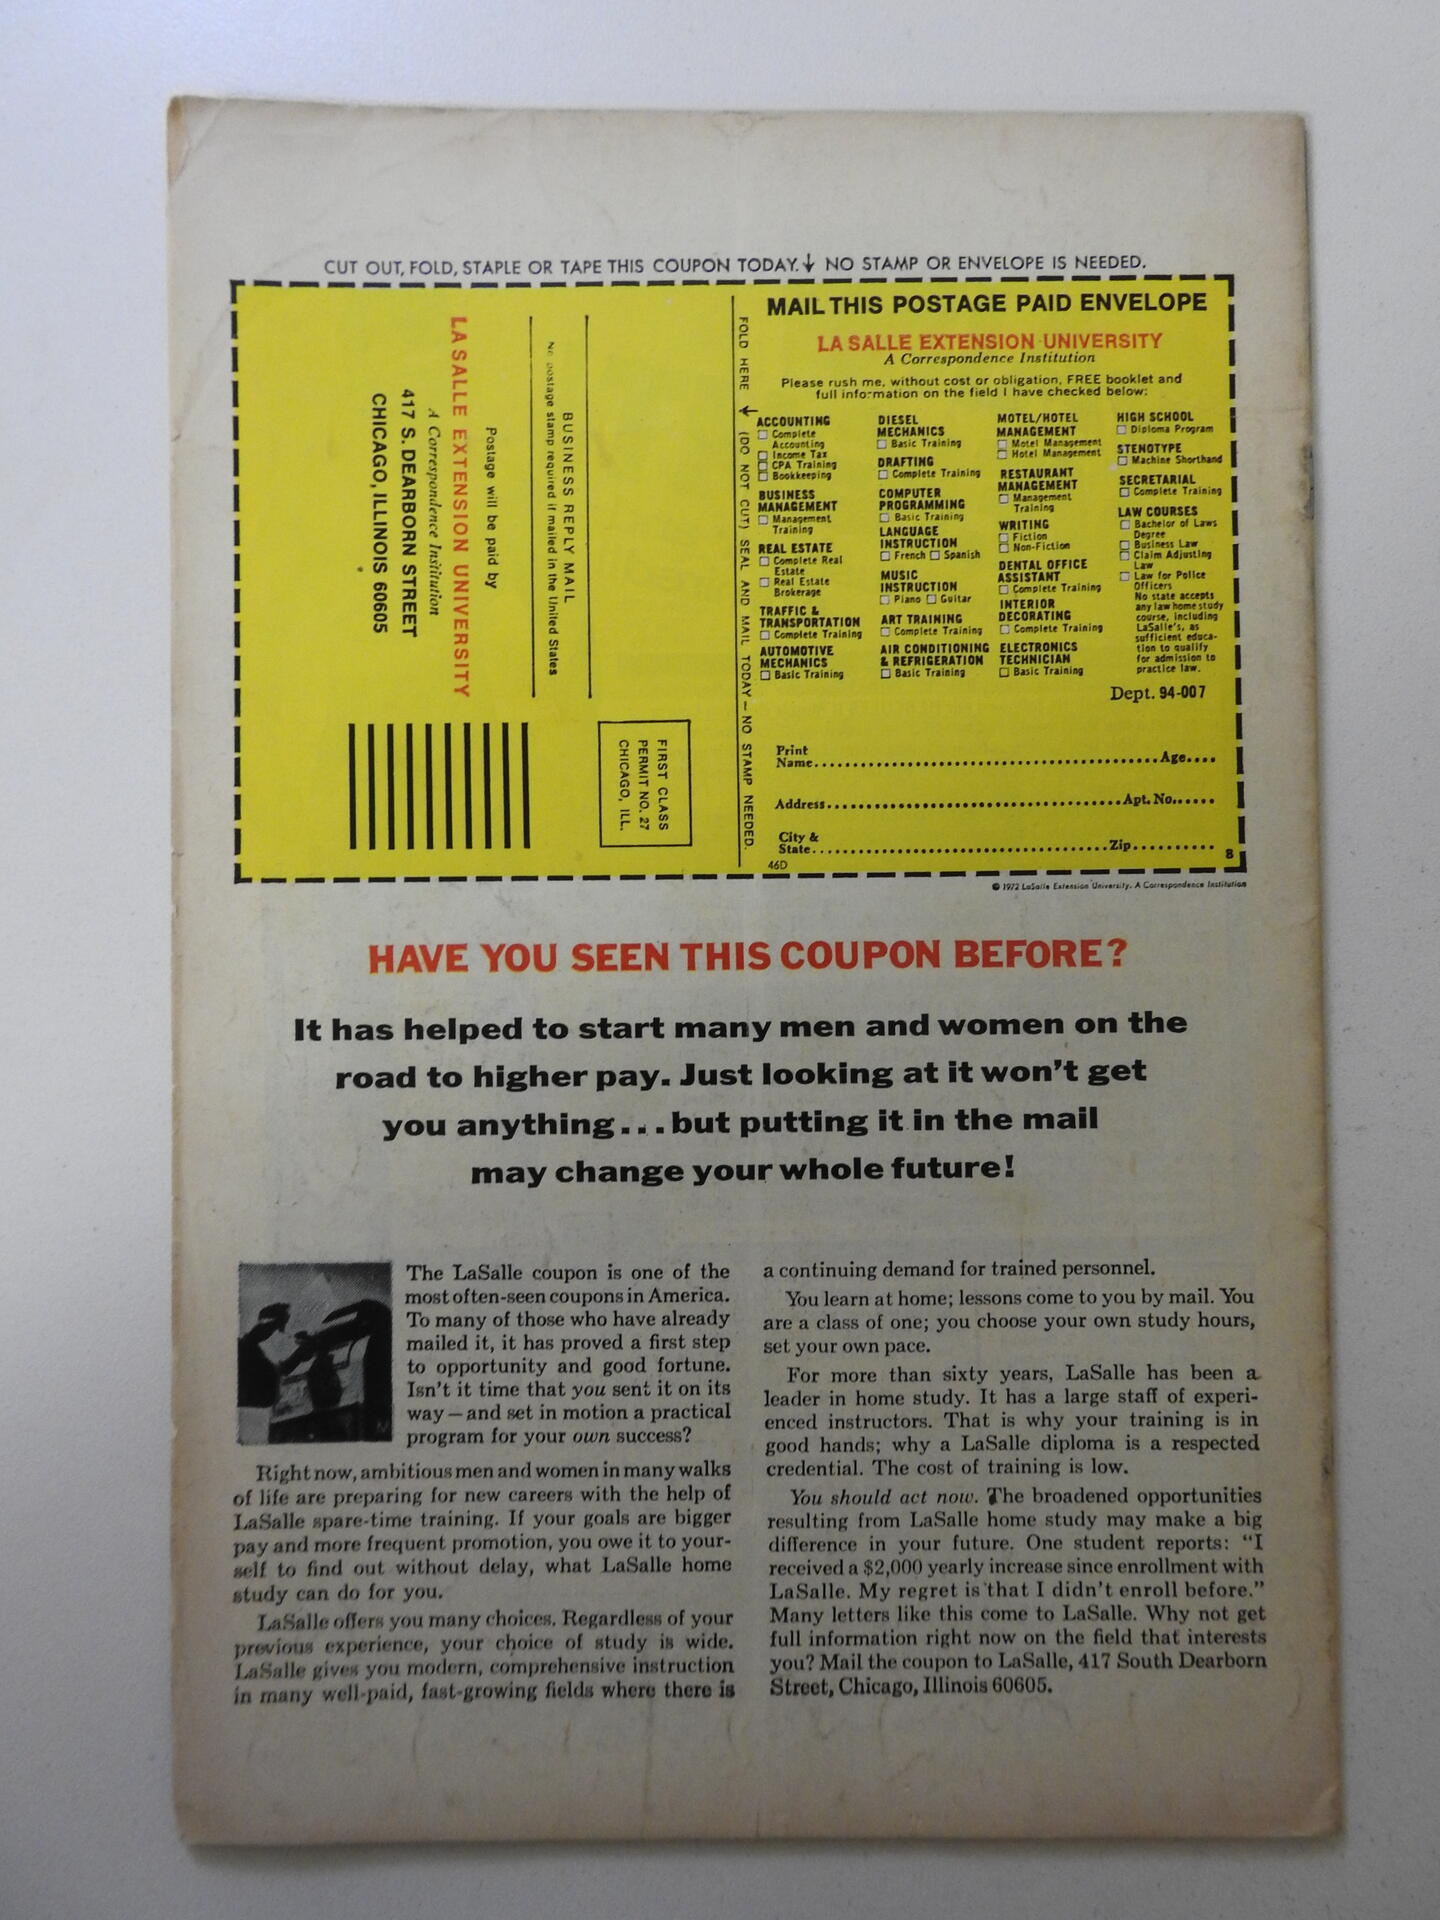 CUT OUT, FOLD, STAPLE OR TAPE THIS COUPON TODAY. ↓ NO STAMP OR ENVELOPE IS NEEDED.
FIRST CLASS
PERMIT NO. 27
CHICAGO, ILL.
BUSINESS REPLY MAIL
No postage stamp required if mailed in the United States
Postage will be paid by
LA SALLE EXTENSION UNIVERSITY
A Correspondence Institution
417 S. DEARBORN STREET
CHICAGO, ILLINOIS 60605
FOLD HERE ↓ (DO NOT CUT) SEAL AND MAIL TODAY — NO STAMP NEEDED.
MAIL THIS POSTAGE PAID ENVELOPE
LA SALLE EXTENSION UNIVERSITY
A Correspondence Institution
Please rush me, without cost or obligation, FREE booklet and
full information on the field I have checked below:
ACCOUNTING
☐ Complete
Accounting
☐ Income Tax
☐ CPA Training
☐ Bookkeeping
BUSINESS
MANAGEMENT
☐ Management
Training
REAL ESTATE
☐ Complete Real
Estate
☐ Real Estate
Brokerage
TRAFFIC &
TRANSPORTATION
☐ Complete Training
AUTOMOTIVE
MECHANICS
☐ Basic Training
DIESEL
MECHANICS
☐ Basic Training
DRAFTING
☐ Complete Training
COMPUTER
PROGRAMMING
☐ Basic Training
LANGUAGE
INSTRUCTION
☐ French ☐ Spanish
MUSIC
INSTRUCTION
☐ Piano ☐ Guitar
ART TRAINING
☐ Complete Training
AIR CONDITIONING
& REFRIGERATION
☐ Basic Training
MOTEL/HOTEL
MANAGEMENT
☐ Motel Management
☐ Hotel Management
RESTAURANT
MANAGEMENT
☐ Management
Training
WRITING
☐ Fiction
☐ Non-Fiction
DENTAL OFFICE
ASSISTANT
☐ Complete Training
INTERIOR
DECORATING
☐ Complete Training
ELECTRONICS
TECHNICIAN
☐ Basic Training
HIGH SCHOOL
☐ Diploma Program
STENOTYPE
☐ Machine Shorthand
SECRETARIAL
☐ Complete Training
LAW COURSES
☐ Bachelor of Laws
Degree
☐ Business Law
☐ Claim Adjusting
Law
☐ Law for Police
Officers
No state accepts
any law home study
course, including
LaSalle's, as
sufficient educa-
tion to qualify
for admission to
practice law.
Dept. 94-007
Print
Name........Age....
Address........Apt. No......
City &
State........Zip..........
46D
8
© 1972 LaSalle Extension University. A Correspondence Institution
HAVE YOU SEEN THIS COUPON BEFORE?
It has helped to start many men and women on the
road to higher pay. Just looking at it won't get
you anything...but putting it in the mail
may change your whole future!
The LaSalle coupon is one of the
most often-seen coupons in America.
To many of those who have already
mailed it, it has proved a first step
to opportunity and good fortune.
Isn't it time that you sent it on its
way—and set in motion a practical
program for your own success?
Right now, ambitious men and women in many walks
of life are preparing for new careers with the help of
LaSalle spare-time training. If your goals are bigger
pay and more frequent promotion, you owe it to your-
self to find out without delay, what LaSalle home
study can do for you.
LaSalle offers you many choices. Regardless of your
previous experience, your choice of study is wide.
LaSalle gives you modern, comprehensive instruction
in many well-paid, fast-growing fields where there is
a continuing demand for trained personnel.
You learn at home; lessons come to you by mail. You
are a class of one; you choose your own study hours,
set your own pace.
For more than sixty years, LaSalle has been a
leader in home study. It has a large staff of experi-
enced instructors. That is why your training is in
good hands; why a LaSalle diploma is a respected
credential. The cost of training is low.
You should act now. The broadened opportunities
resulting from LaSalle home study may make a big
difference in your future. One student reports: "I
received a $2,000 yearly increase since enrollment with
LaSalle. My regret is that I didn't enroll before."
Many letters like this come to LaSalle. Why not get
full information right now on the field that interests
you? Mail the coupon to LaSalle, 417 South Dearborn
Street, Chicago, Illinois 60605.